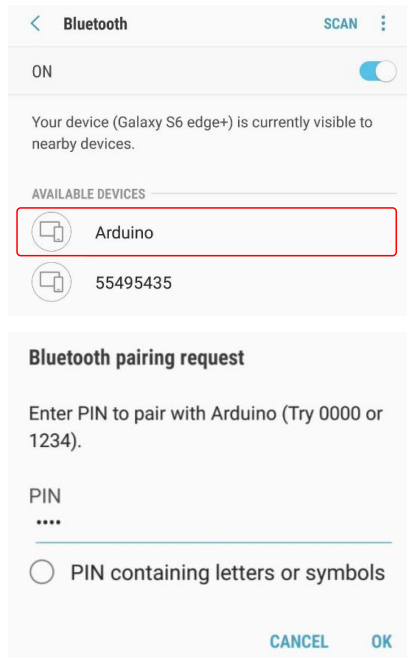 Bluetooth SCAN
ON
Your device (Galaxy S6 edge+) is currently visible to
nearby devices.
AVAILABLE DEVICES
Arduino
55495435
Bluetooth pairing request
Enter PIN to pair with Arduino (Try 0000 or
1234).
PIN
••••
PIN containing letters or symbols
CANCEL OK